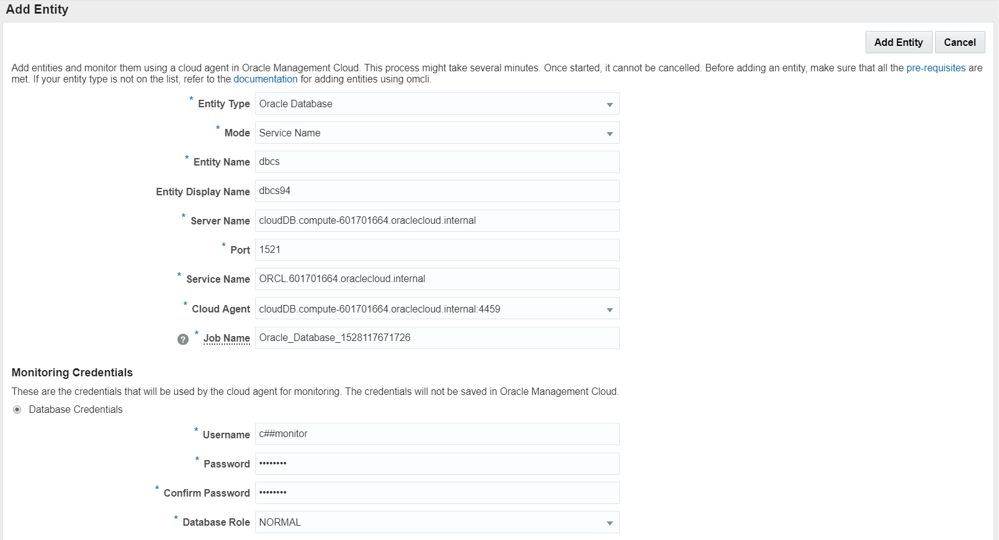 Add Entity
Add Entity Cancel
Add entities and monitor them using a cloud agent in Oracle Management Cloud. This process might take several minutes. Once started, it cannot be cancelled. Before adding an entity, make sure that all the pre-requisites are
met. If your entity type is not on the list, refer to the documentation for adding entities using omcli.
* Entity Type Oracle Database
* Mode Service Name
* Entity Name dbcs
Entity Display Name dbcs94
* Server Name cloudDB.compute-601701664.oraclecloud.internal
* Port 1521
* Service Name ORCL.601701664.oraclecloud.internal
* Cloud Agent cloudDB.compute-601701664.oraclecloud.internal:4459
? * Job Name Oracle_Database_1528117671726
Monitoring Credentials
These are the credentials that will be used by the cloud agent for monitoring. The credentials will not be saved in Oracle Management Cloud.
Database Credentials
* Username c##monitor
* Password ••••••••
* Confirm Password ••••••••
* Database Role NORMAL